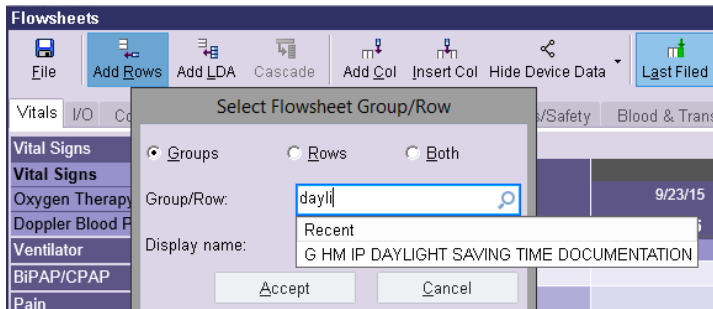 Flowsheets
File Add Rows Add LDA Cascade Add Col Insert Col Hide Device Data Last Filed
Vitals I/O Select Flowsheet Group/Row /Safety Blood & Trans
Vital Signs
Groups Rows Both
Vital Signs
Oxygen Therapy Group/Row: dayli 9/23/15
Doppler Blood P Recent
Ventilator Display name: G HM IP DAYLIGHT SAVING TIME DOCUMENTATION
BiPAP/CPAP
Accept Cancel
Pain